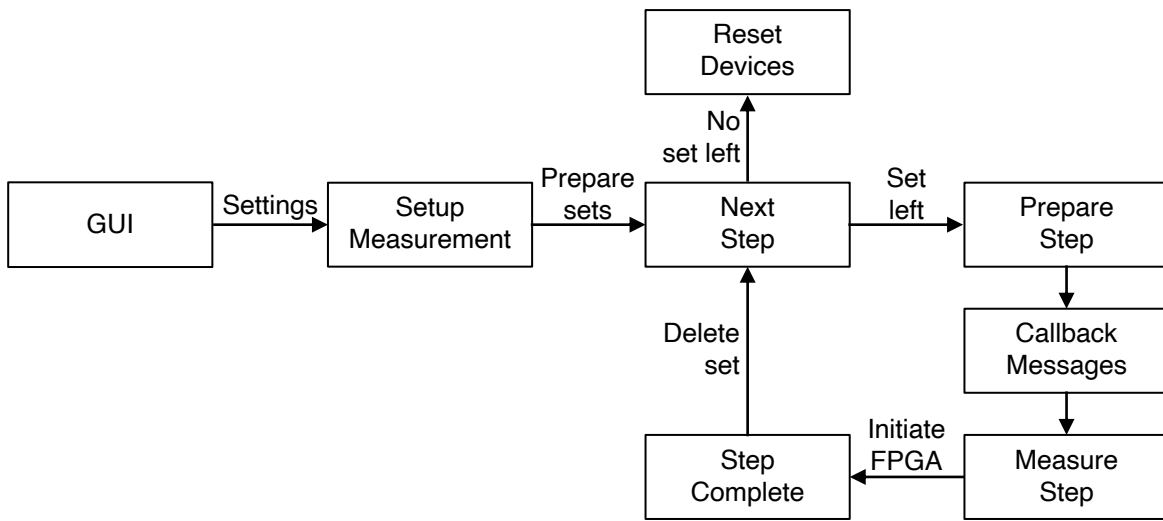 Reset
Devices
No
set left
GUI
Settings
Setup
Measurement
Prepare
sets
Next
Step
Set
left
Prepare
Step
Callback
Messages
Delete
set
Step
Complete
Initiate
FPGA
Measure
Step